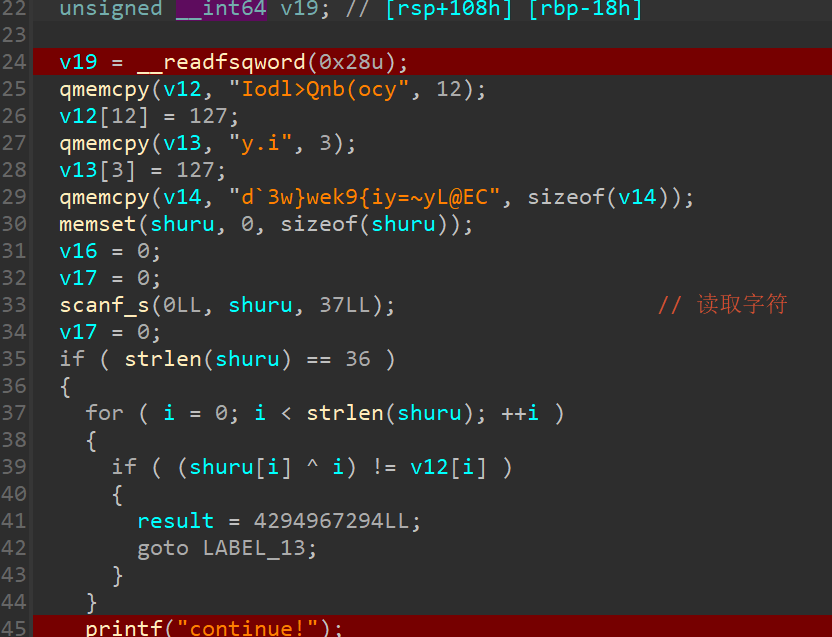 22 unsigned __int64 v19; // [rsp+108h] [rbp-18h]
23
24 v19 = __readfsqword(0x28u);
25 qmemcpy(v12, "Iodl>Qnb(ocy", 12);
26 v12[12] = 127;
27 qmemcpy(v13, "y.i", 3);
28 v13[3] = 127;
29 qmemcpy(v14, "d`3w}wek9{iy=~yL@EC", sizeof(v14));
30 memset(shuru, 0, sizeof(shuru));
31 v16 = 0;
32 v17 = 0;
33 scanf_s(0LL, shuru, 37LL); // 读取字符
34 v17 = 0;
35 if ( strlen(shuru) == 36 )
36 {
37 for ( i = 0; i < strlen(shuru); ++i )
38 {
39 if ( (shuru[i] ^ i) != v12[i] )
40 {
41 result = 4294967294LL;
42 goto LABEL_13;
43 }
44 }
45 printf("continue!");